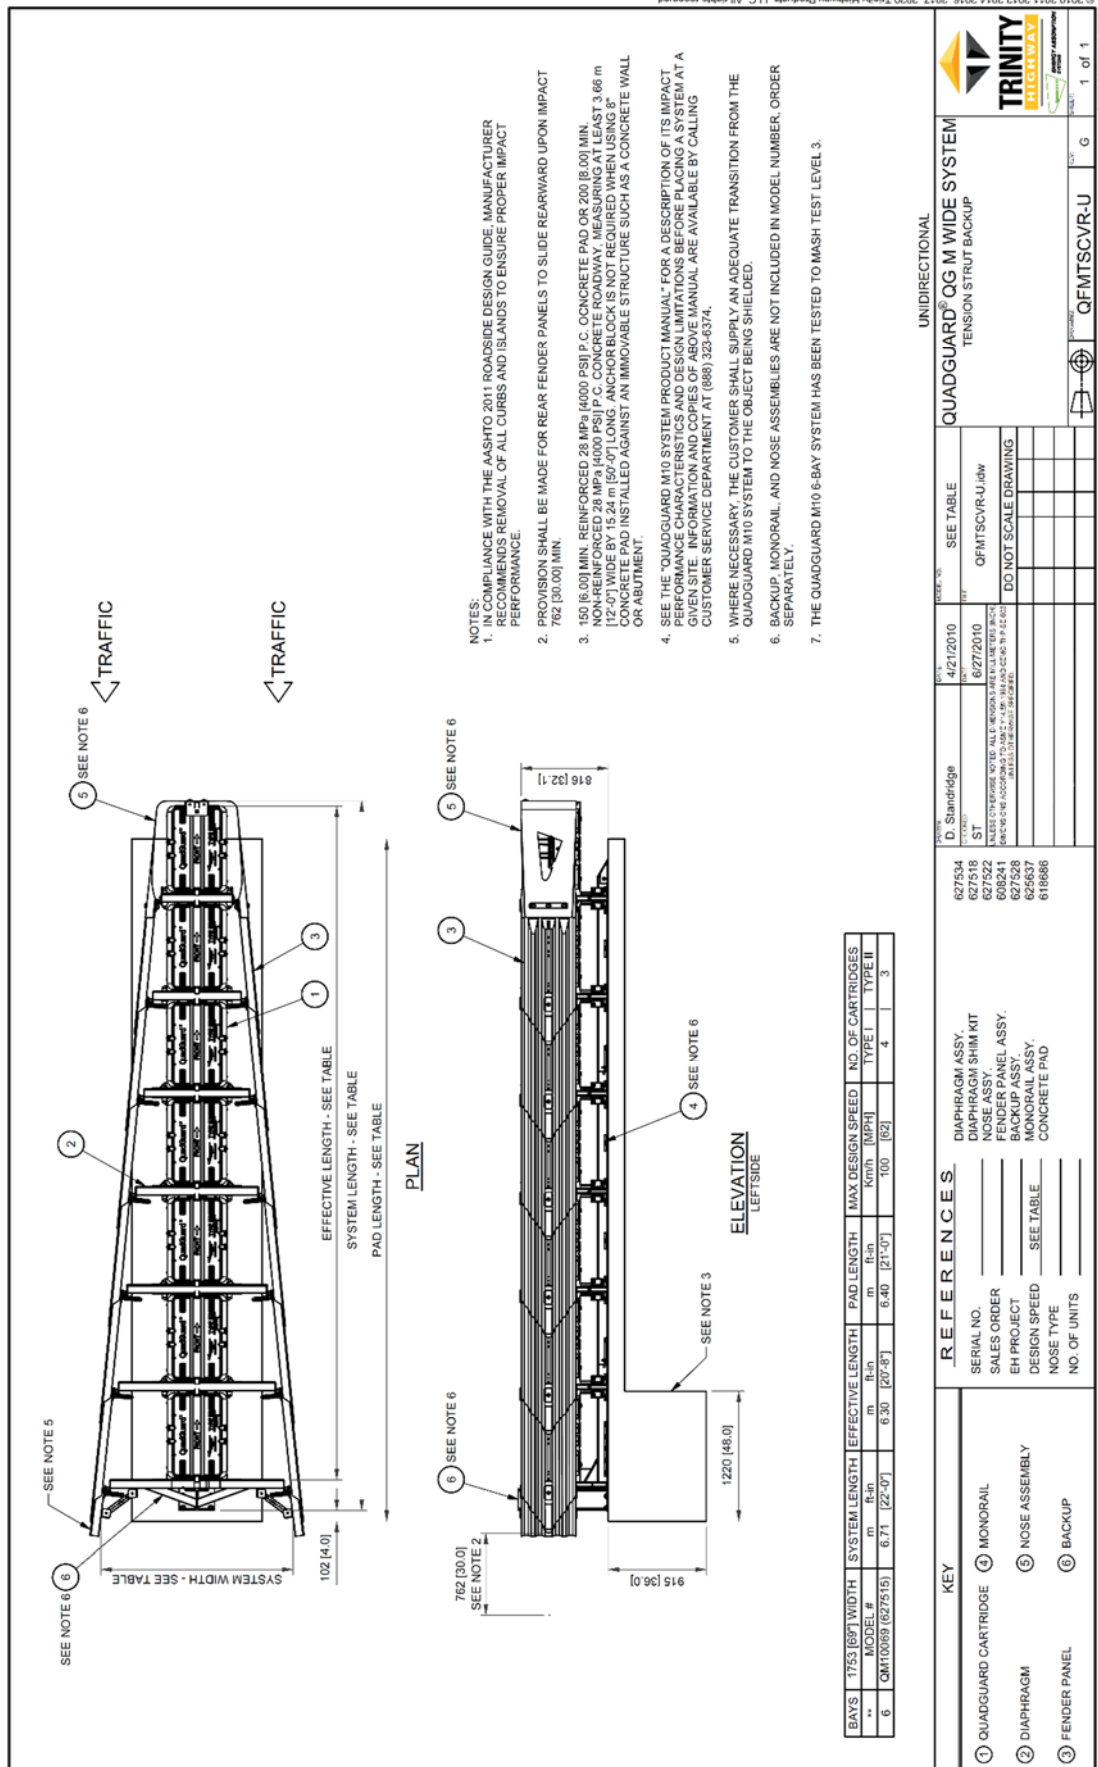 TRAFFIC
TRAFFIC
5 SEE NOTE 6
3
1
2
SEE NOTE 5
SEE NOTE 6 6
SYSTEM WIDTH - SEE TABLE
102 [4.0]
EFFECTIVE LENGTH - SEE TABLE
SYSTEM LENGTH - SEE TABLE
PAD LENGTH - SEE TABLE
PLAN
5 SEE NOTE 6
3
816 [32.1]
4 SEE NOTE 6
6 SEE NOTE 6
762 [30.0]
SEE NOTE 2
SEE NOTE 3
1220 [48.0]
915 [36.0]
ELEVATION
LEFTSIDE
NOTES:
1. IN COMPLIANCE WITH THE AASHTO 2011 ROADSIDE DESIGN GUIDE, MANUFACTURER
RECOMMENDS REMOVAL OF ALL CURBS AND ISLANDS TO ENSURE PROPER IMPACT
PERFORMANCE.
2. PROVISION SHALL BE MADE FOR REAR FENDER PANELS TO SLIDE REARWARD UPON IMPACT
762 [30.00] MIN.
3. 150 [6.00] MIN. REINFORCED 28 MPa [4000 PSI] P.C. OCNCRETE PAD OR 200 [8.00] MIN.
NON-REINFORCED 28 MPa [4000 PSI] P.C. CONCRETE ROADWAY, MEASURING AT LEAST 3.66 m
[12'-0"] WIDE BY 15.24 m [50'-0"] LONG. ANCHOR BLOCK IS NOT REQUIRED WHEN USING 8"
CONCRETE PAD INSTALLED AGAINST AN IMMOVABLE STRUCTURE SUCH AS A CONCRETE WALL
OR ABUTMENT.
4. SEE THE "QUADGUARD M10 SYSTEM PRODUCT MANUAL" FOR A DESCRIPTION OF ITS IMPACT
PERFORMANCE CHARACTERISTICS AND DESIGN LIMITATIONS BEFORE PLACING A SYSTEM AT A
GIVEN SITE. INFORMATION AND COPIES OF ABOVE MANUAL ARE AVAILABLE BY CALLING
CUSTOMER SERVICE DEPARTMENT AT (888) 323-6374.
5. WHERE NECESSARY, THE CUSTOMER SHALL SUPPLY AN ADEQUATE TRANSITION FROM THE
QUADGUARD M10 SYSTEM TO THE OBJECT BEING SHIELDED.
6. BACKUP, MONORAIL, AND NOSE ASSEMBLIES ARE NOT INCLUDED IN MODEL NUMBER, ORDER
SEPARATELY.
7. THE QUADGUARD M10 6-BAY SYSTEM HAS BEEN TESTED TO MASH TEST LEVEL 3.
UNIDIRECTIONAL
BAYS 1753 [69"] WIDTH SYSTEM LENGTH EFFECTIVE LENGTH PAD LENGTH MAX DESIGN SPEED NO. OF CARTRIDGES
** MODEL # m ft-in m ft-in m ft-in Km/h [MPH] TYPE I TYPE II
6 QM10069 (627515) 6.71 [22'-0"] 6.30 [20'-8"] 6.40 [21'-0"] 100 [62] 4 3
KEY
1 QUADGUARD CARTRIDGE 4 MONORAIL
2 DIAPHRAGM 5 NOSE ASSEMBLY
3 FENDER PANEL 6 BACKUP
REFERENCES
SERIAL NO.
SALES ORDER
EH PROJECT
DESIGN SPEED SEE TABLE
NOSE TYPE
NO. OF UNITS
DIAPHRAGM ASSY. 627534
DIAPHRAGM SHIM KIT 627518
NOSE ASSY. 627522
FENDER PANEL ASSY. 608241
BACKUP ASSY. 627528
MONORAIL ASSY. 625637
CONCRETE PAD 618686
D. Standridge 4/21/2010 SEE TABLE
ST 6/27/2010 QFMTSCVR-U.idw
DO NOT SCALE DRAWING
QUADGUARD® QG M WIDE SYSTEM
TENSION STRUT BACKUP
QFMTSCVR-U G 1 of 1
TRINITY
HIGHWAY